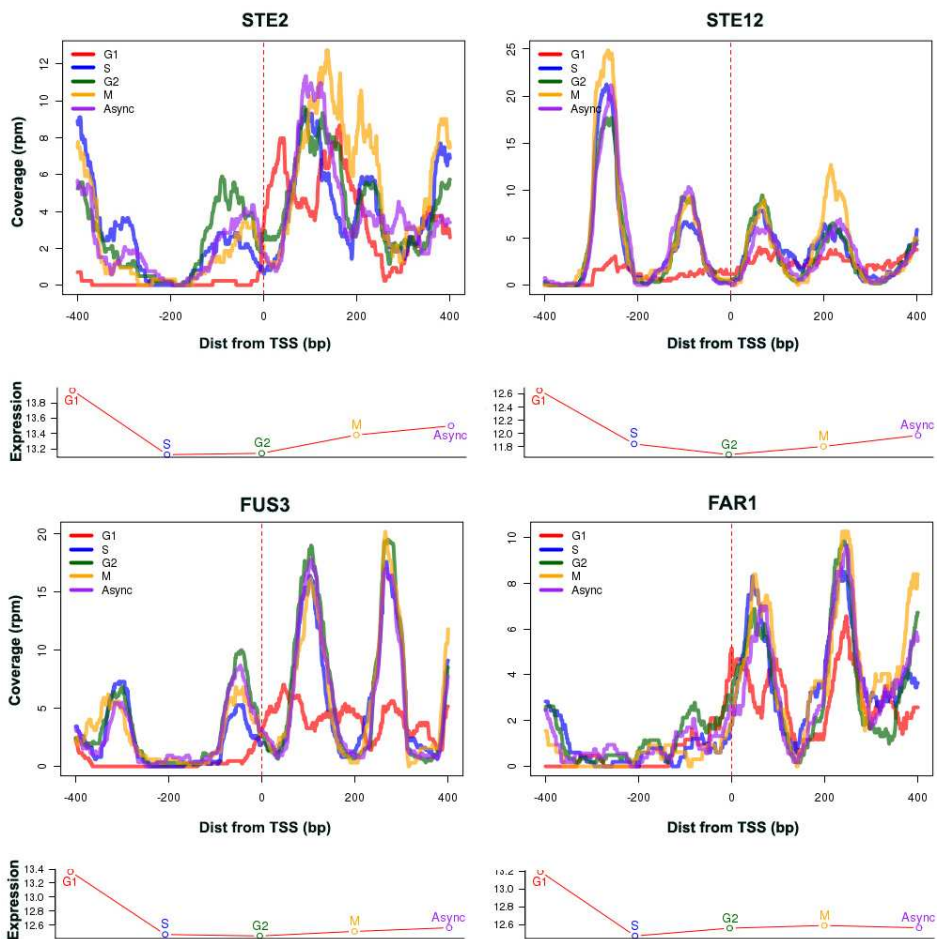 STE2
STE12
Coverage (rpm)
0 2 4 6 8 10 12
G1
S
G2
M
Async
-400 -200 0 200 400
Dist from TSS (bp)
0 5 10 15 20 25
G1
S
G2
M
Async
-400 -200 0 200 400
Dist from TSS (bp)
Expression
13.8
13.6
13.4
13.2
G1 S G2 M Async
12.6
12.4
12.2
12.0
11.8
G1 S G2 M Async
FUS3
FAR1
Coverage (rpm)
0 5 10 15 20
G1
S
G2
M
Async
-400 -200 0 200 400
Dist from TSS (bp)
0 2 4 6 8 10
G1
S
G2
M
Async
-400 -200 0 200 400
Dist from TSS (bp)
Expression
13.4
13.2
13.0
12.8
12.6
G1 S G2 M Async
13.2
13.0
12.8
12.6
G1 S G2 M Async